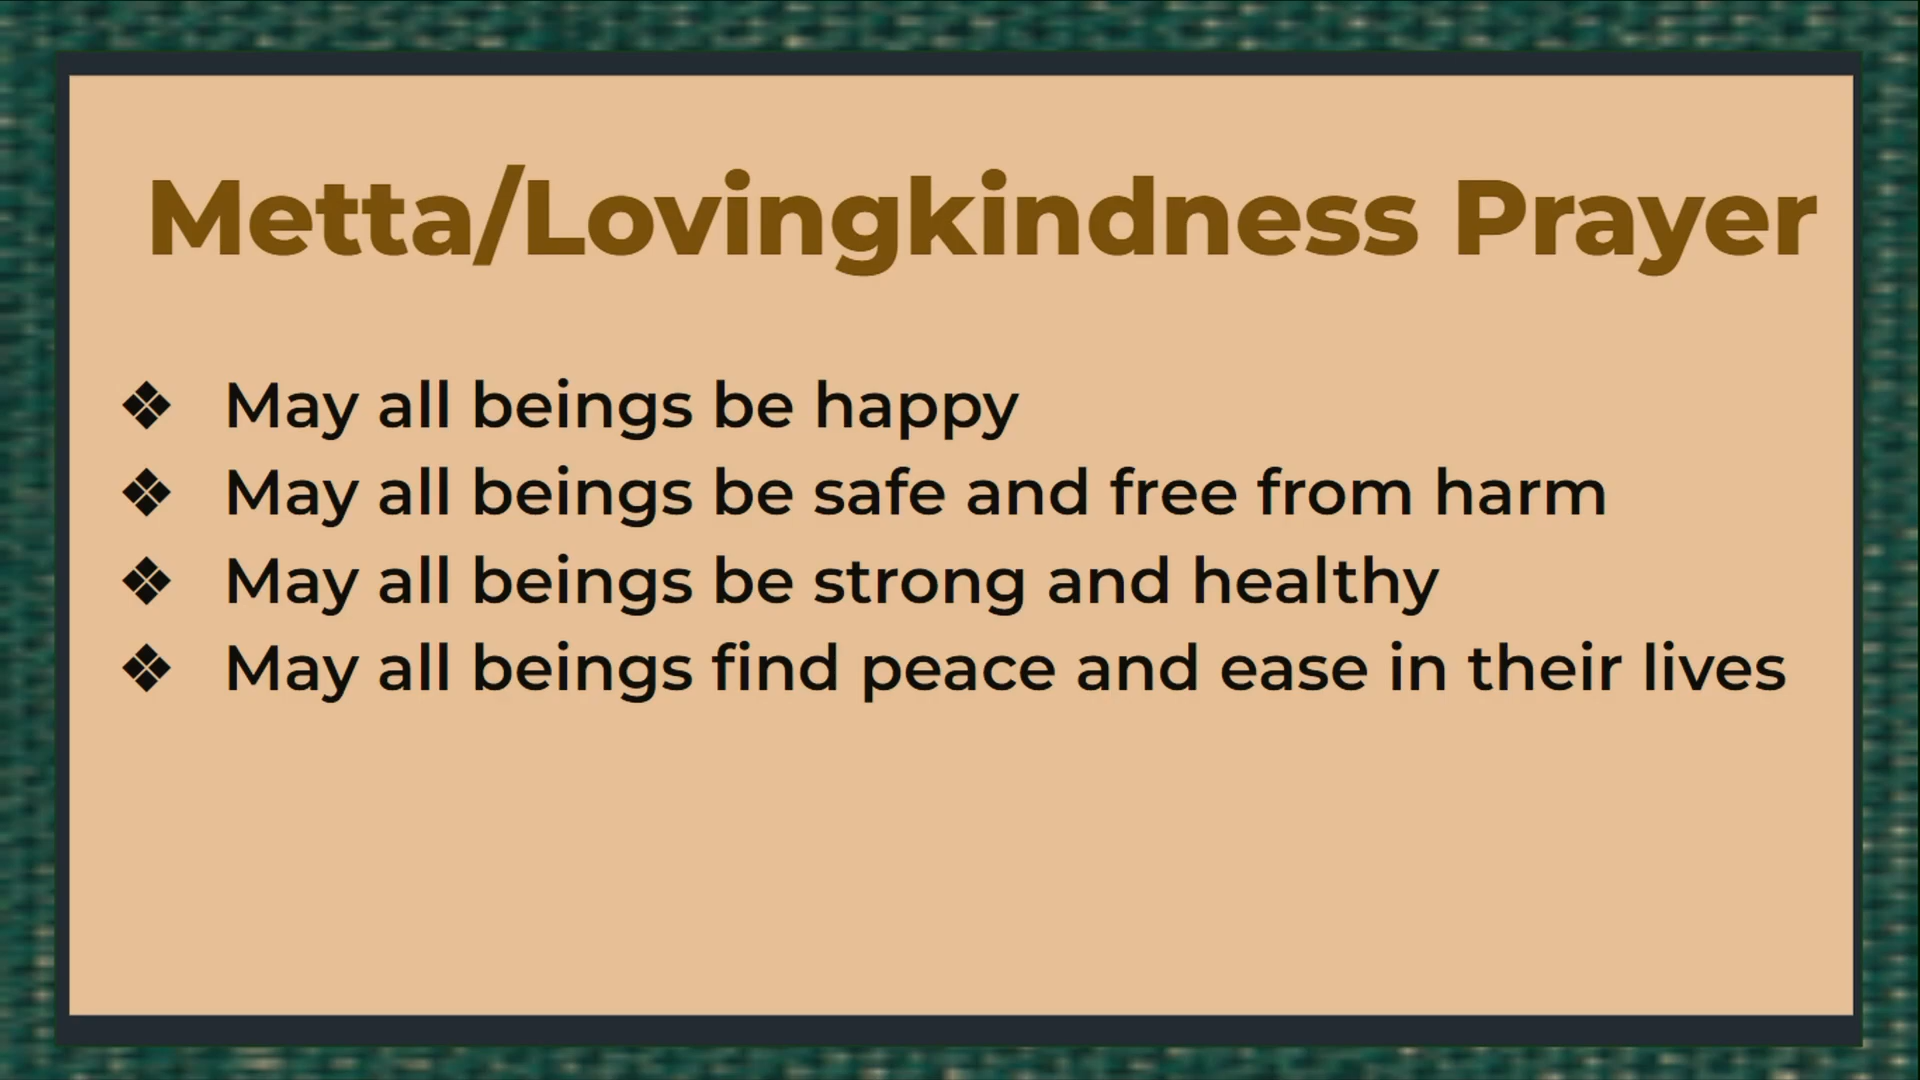 Metta/Lovingkindness Prayer
❖ May all beings be happy
❖ May all beings be safe and free from harm
❖ May all beings be strong and healthy
❖ May all beings find peace and ease in their lives